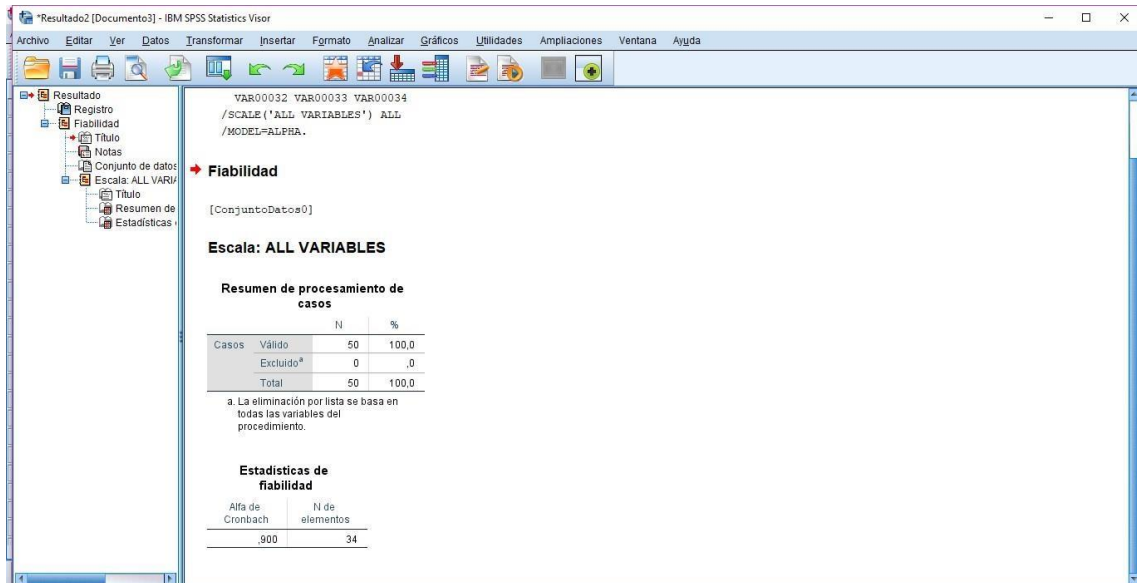 *Resultado2 [Documento3] - IBM SPSS Statistics Visor
Archivo Editar Ver Datos Transformar Insertar Formato Analizar Gráficos Utilidades Ampliaciones Ventana Ayuda
Resultado
Registro
Fiabilidad
Título
Notas
Conjunto de datos
Escala: ALL VARIA
Título
Resumen de
Estadísticas
VAR00032 VAR00033 VAR00034
/SCALE('ALL VARIABLES') ALL
/MODEL=ALPHA.
Fiabilidad
[ConjuntoDatos0]
Escala: ALL VARIABLES
Resumen de procesamiento de
casos
N %
Casos Válido 50 100,0
Excluidoa 0 ,0
Total 50 100,0
a. La eliminación por lista se basa en
todas las variables del
procedimiento.
Estadísticas de
fiabilidad
Alfa de N de
Cronbach elementos
,900 34